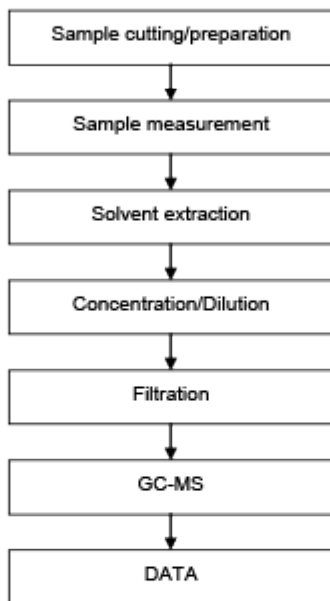 Sample cutting/preparation
Sample measurement
Solvent extraction
Concentration/Dilution
Filtration
GC-MS
DATA